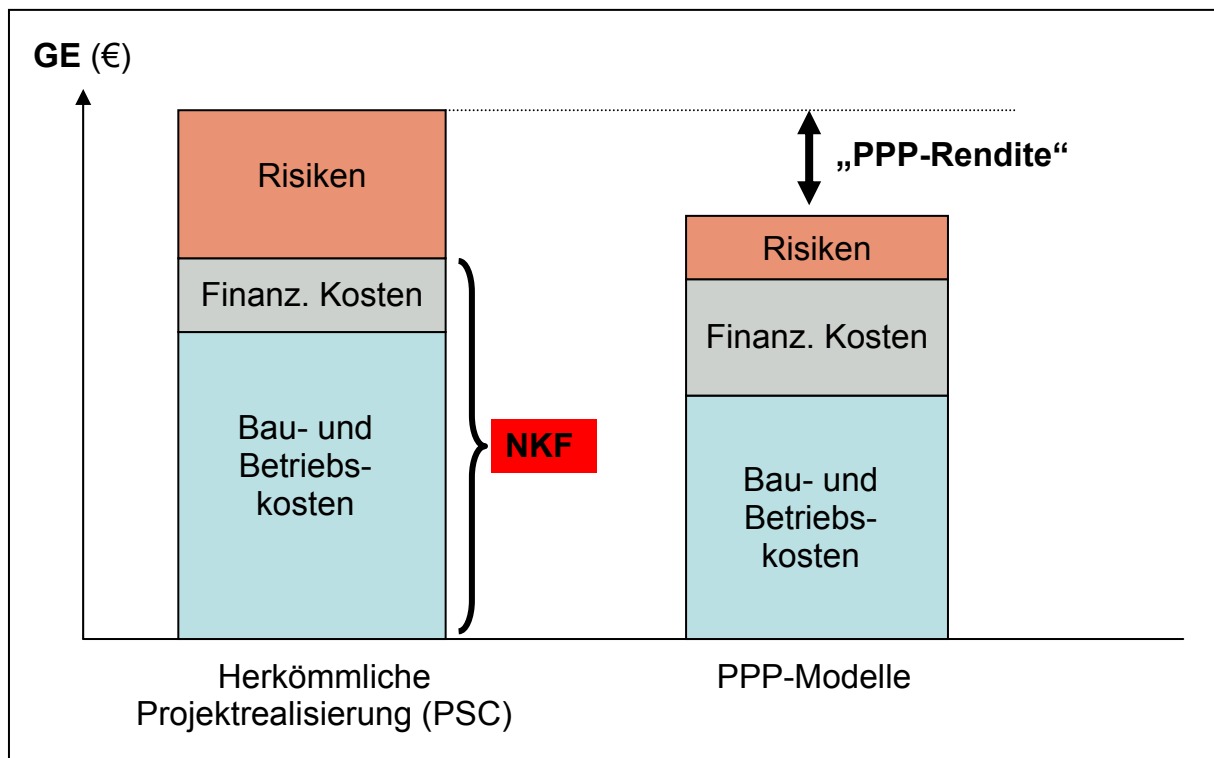 GE (€)
Risiken
Finanz. Kosten
Bau- und
Betriebs-
kosten
NKF
„PPP-Rendite“
Risiken
Finanz. Kosten
Bau- und
Betriebs-
kosten
Herkömmliche
Projektrealisierung (PSC)
PPP-Modelle